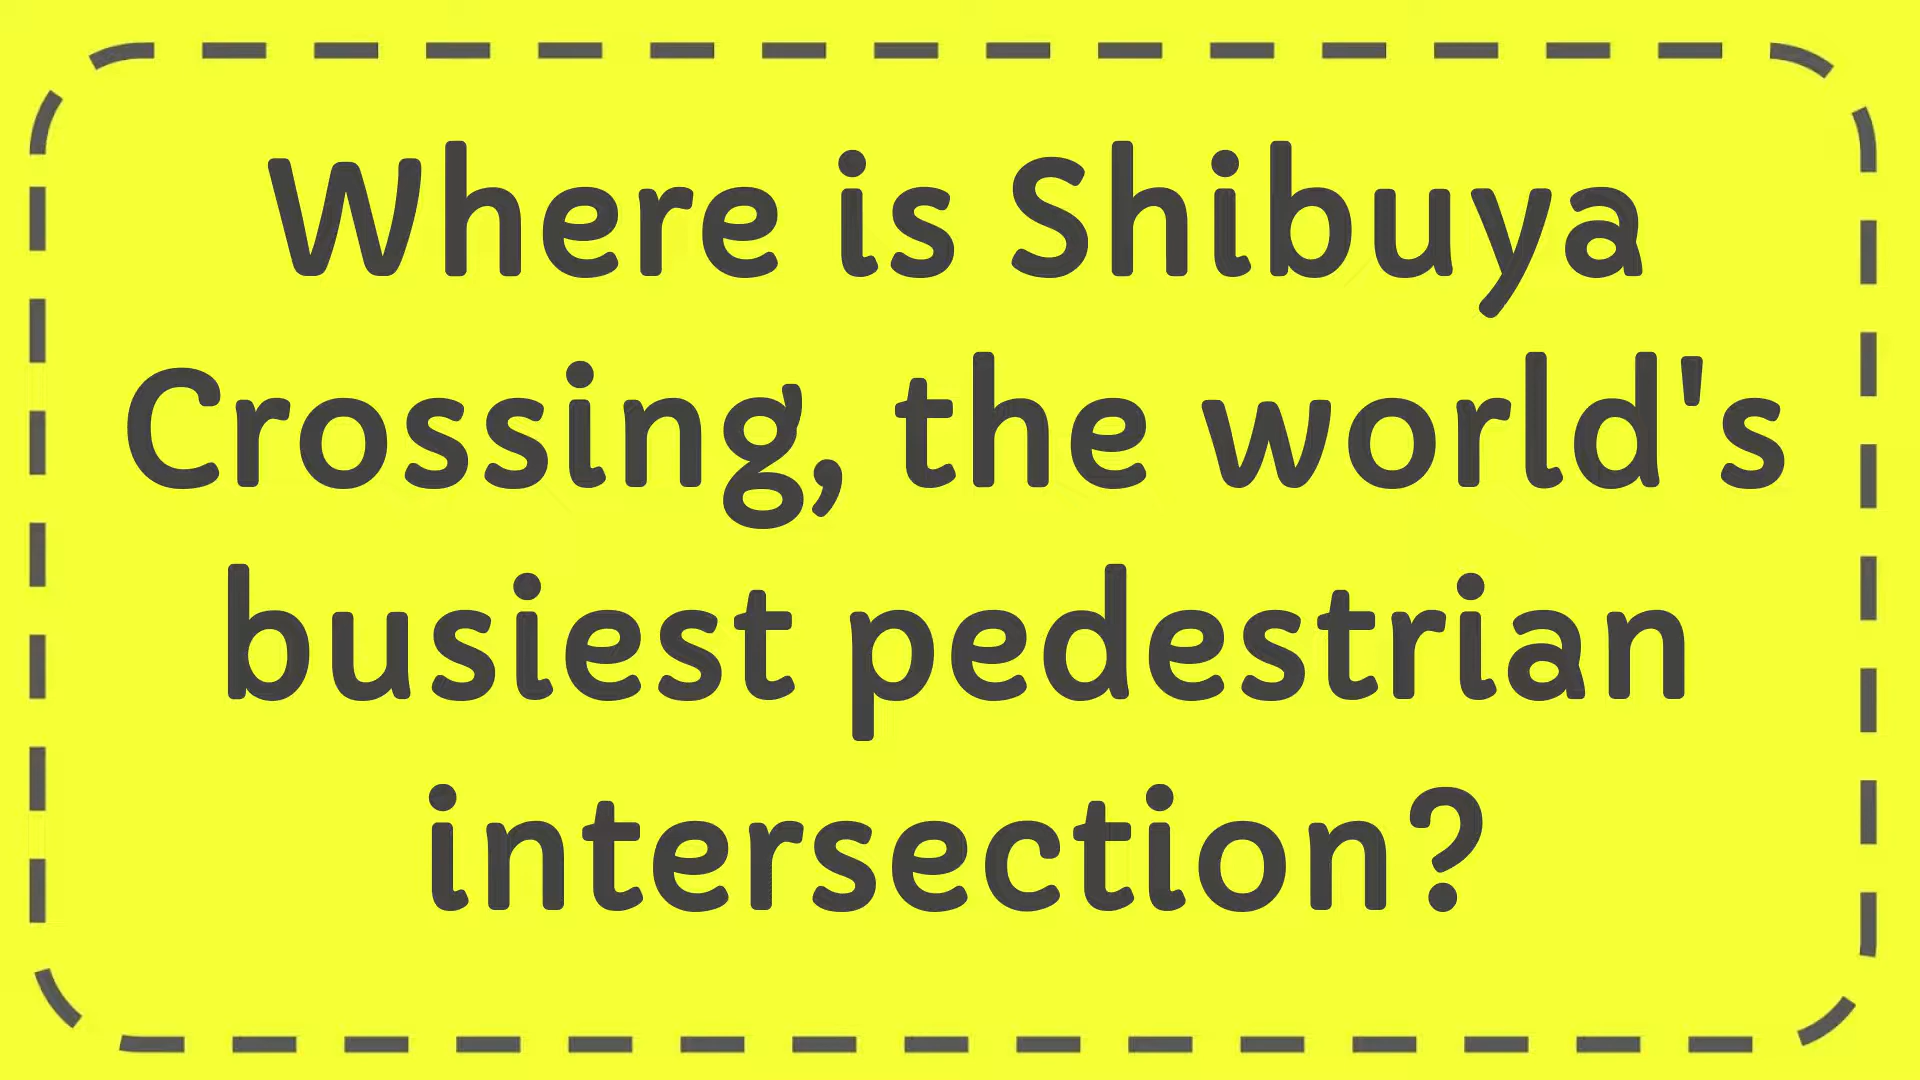 Where is Shibuya
Crossing, the world's
busiest pedestrian
intersection?